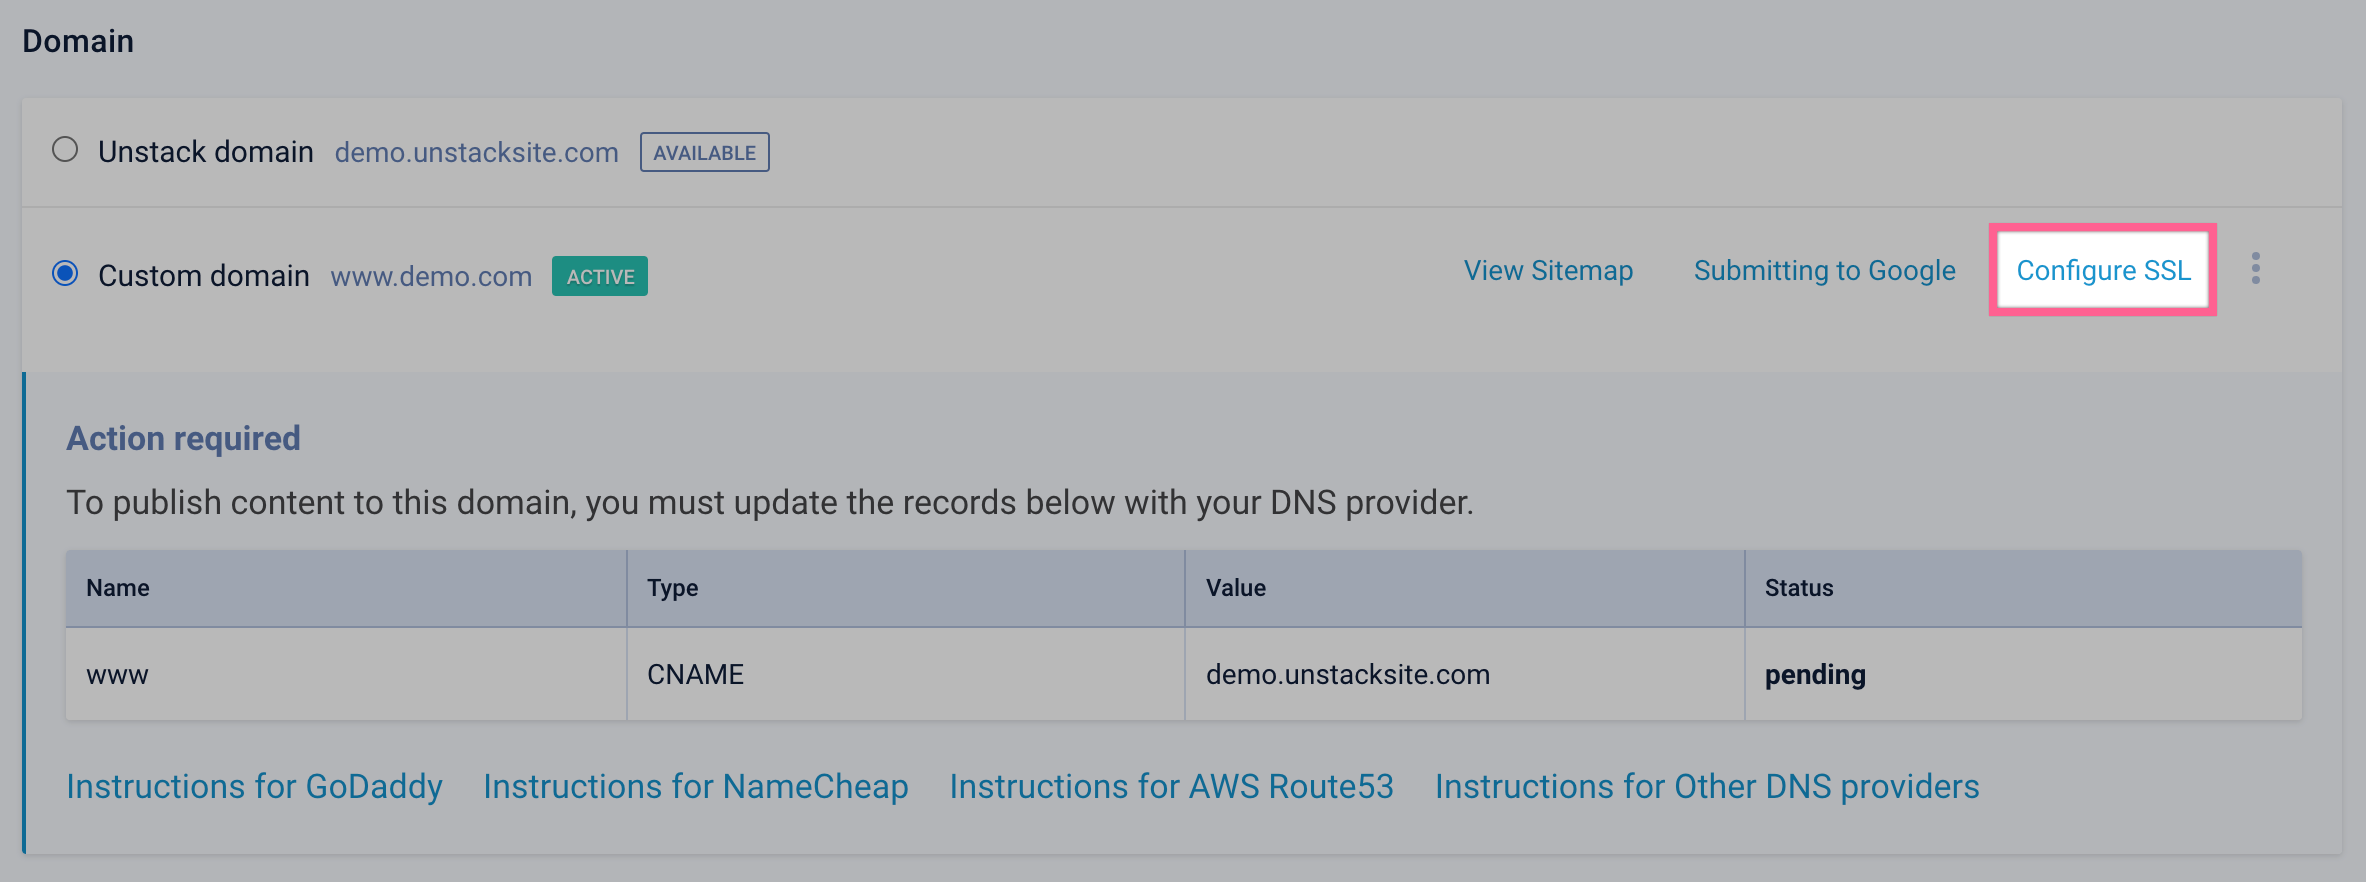 Domain
Unstack domain demo.unstacksite.com AVAILABLE
Custom domain www.demo.com ACTIVE View Sitemap Submitting to Google Configure SSL
Action required
To publish content to this domain, you must update the records below with your DNS provider.
Name Type Value Status
www CNAME demo.unstacksite.com pending
Instructions for GoDaddy Instructions for NameCheap Instructions for AWS Route53 Instructions for Other DNS providers